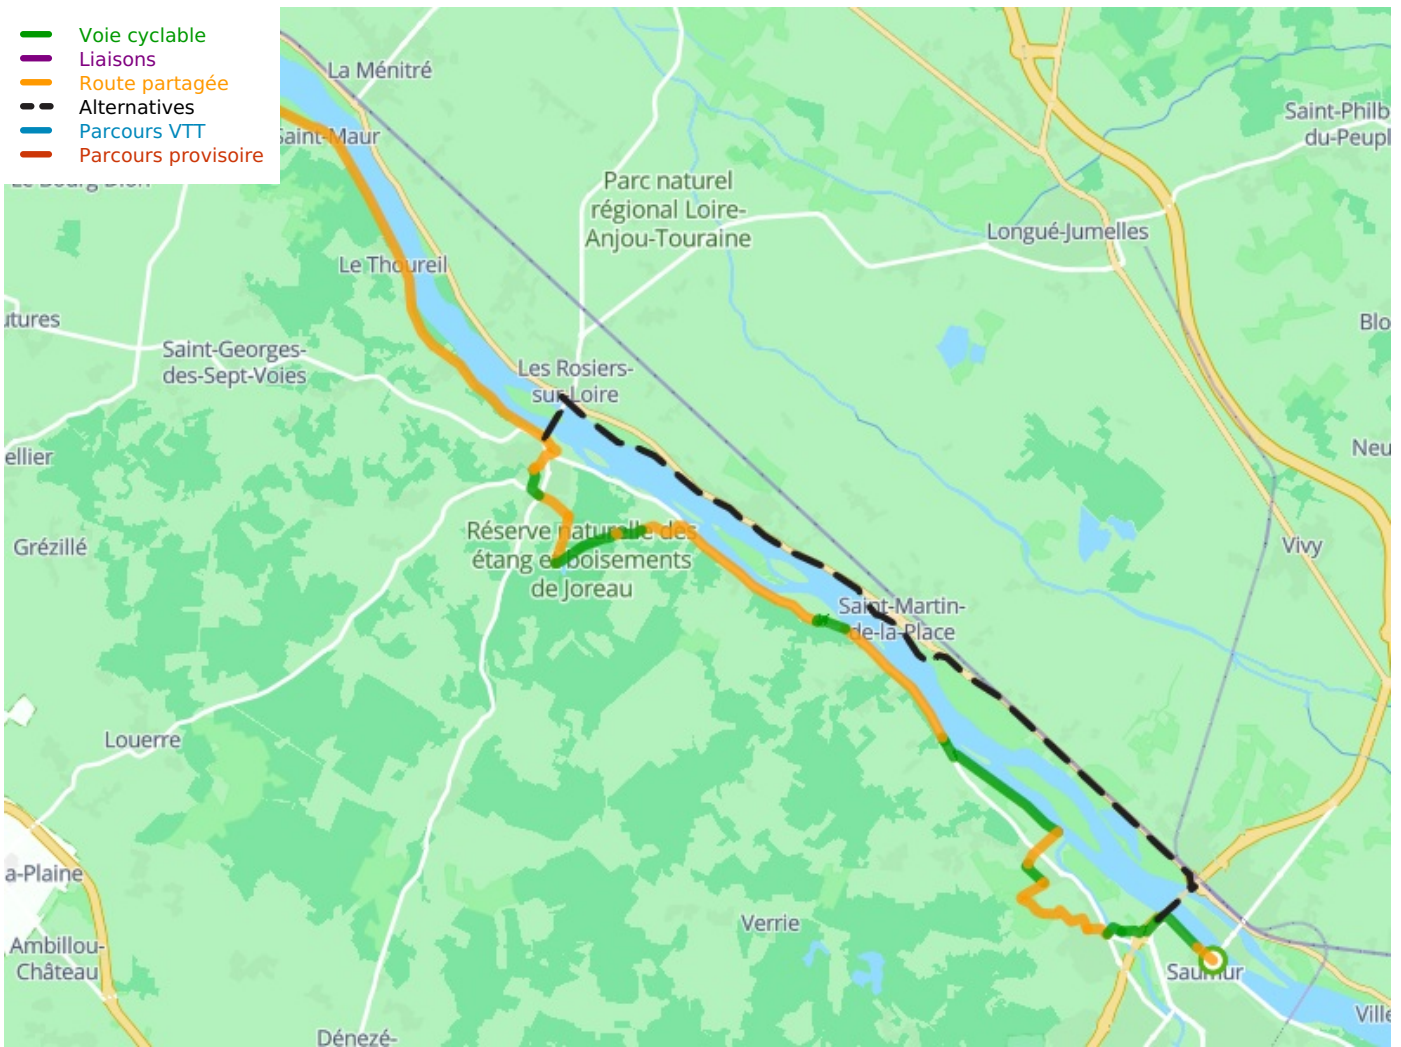 Voie cyclable
Liaisons
Route partagée
Alternatives
Parcours VTT
Parcours provisoire
La Ménitré
Saint-Maur
Saint-Philb
du-Peupl
Parc naturel
régional Loire-
Anjou-Touraine
Longué-Jumelles
Le Thoureil
utures
Blo
Saint-Georges-
des-Sept-Voies
Les Rosiers-
sur-Loire
ellier
Neu
Réserve naturelle des
étang et boisements
de Joreau
Grézillé
Vivy
Saint-Martin-
de-la-Place
Louerre
a-Plaine
Verrie
Ambillou-
Château
Saumur
Ville
Dénezé-